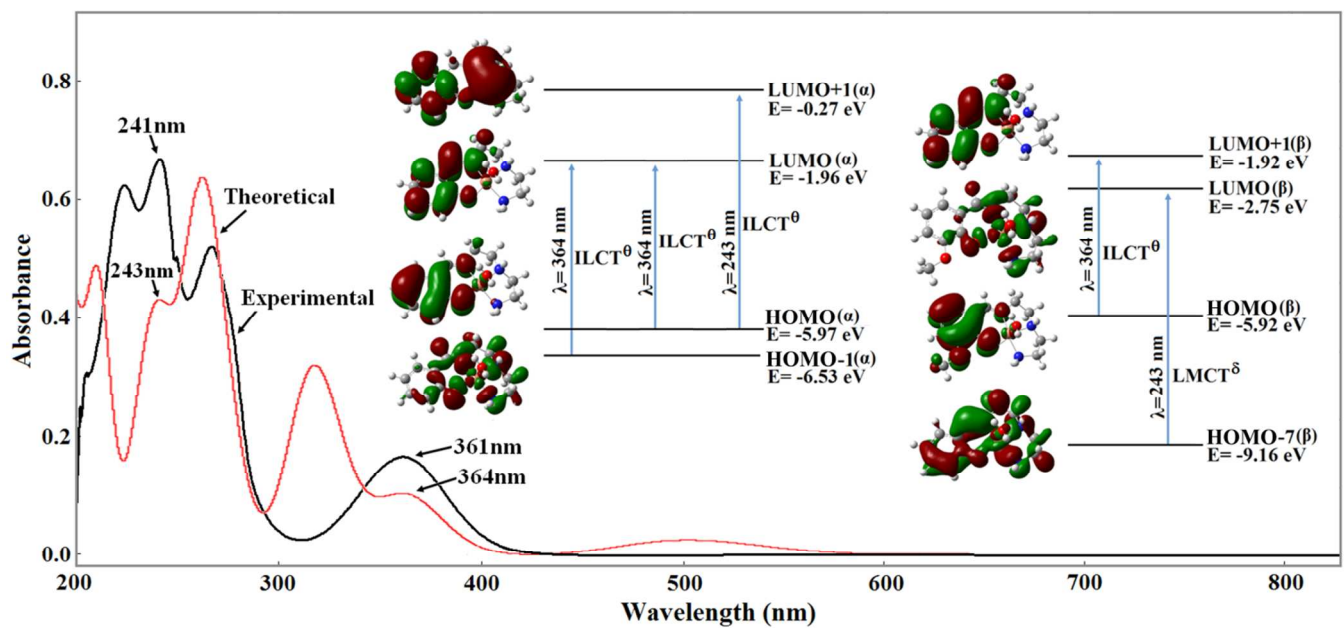 Absorbance
0.8
0.6
0.4
0.2
0.0
200
300
400
500
600
700
800
Wavelength (nm)
241nm
Theoretical
243nm
Experimental
361nm
364nm
LUMO+1(α)
E= -0.27 eV
LUMO(α)
E= -1.96 eV
HOMO(α)
E= -5.97 eV
HOMO-1(α)
E= -6.53 eV
λ= 364 nm
ILCTθ
λ= 364 nm
ILCTθ
λ=243 nm
ILCTθ
LUMO+1(β)
E= -1.92 eV
LUMO(β)
E= -2.75 eV
HOMO(β)
E= -5.92 eV
HOMO-7(β)
E= -9.16 eV
λ= 364 nm
ILCTθ
λ=243 nm
LMCTδ